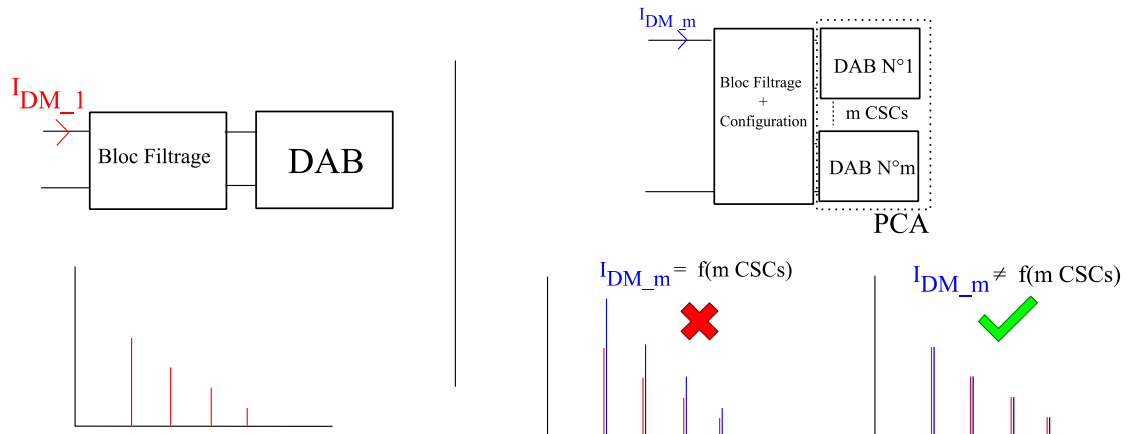 I_DM_1
Bloc Filtrage
DAB
I_DM_m
Bloc Filtrage
+
Configuration
DAB N°1
m CSCs
DAB N°m
PCA
I_DM_m = f(m CSCs)
I_DM_m ≠ f(m CSCs)